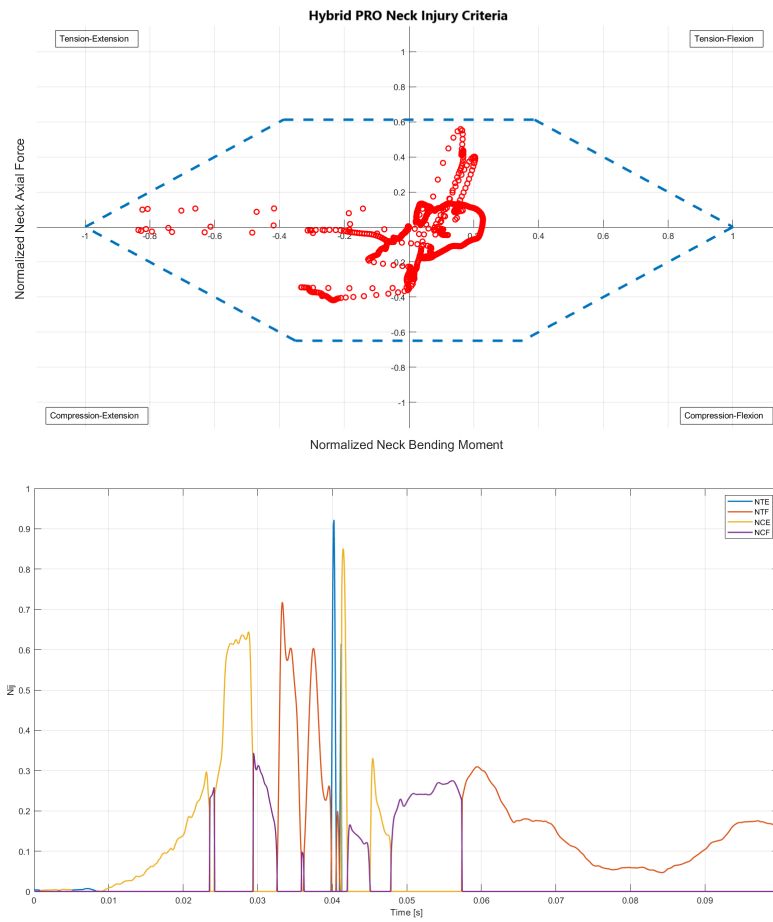 Hybrid PRO Neck Injury Criteria
Tension-Extension
Tension-Flexion
1
0.8
0.6
0.4
0.2
-1 -0.8 -0.6 -0.4 -0.2 0.2 0.4 0.6 0.8 1
-0.2
-0.4
-0.6
-0.8
-1
Normalized Neck Axial Force
Compression-Extension
Compression-Flexion
Normalized Neck Bending Moment
1
0.9
0.8
0.7
0.6
0.5
0.4
0.3
0.2
0.1
0
Nij
NTE
NTF
NCE
NCF
0 0.01 0.02 0.03 0.04 0.05 0.06 0.07 0.08 0.09
Time [s]